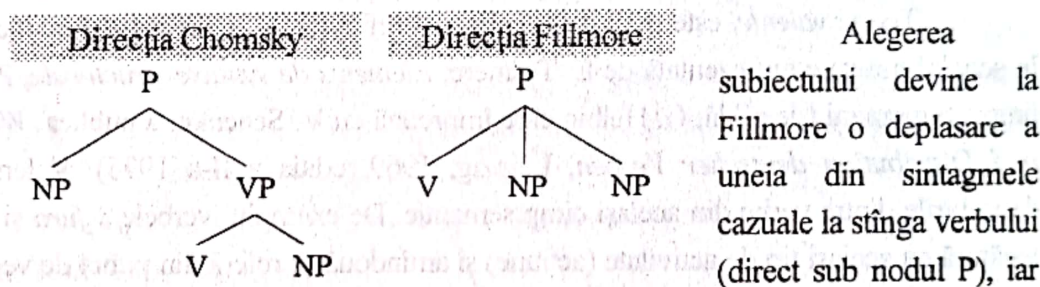 Direcția Chomsky
Direcția Fillmore
P
NP VP
V NP
P
V NP NP
Alegerea
subiectului devine la
Fillmore o deplasare a
uneia din sintagmele
cazuale la stînga verbului
(direct sub nodul P), iar